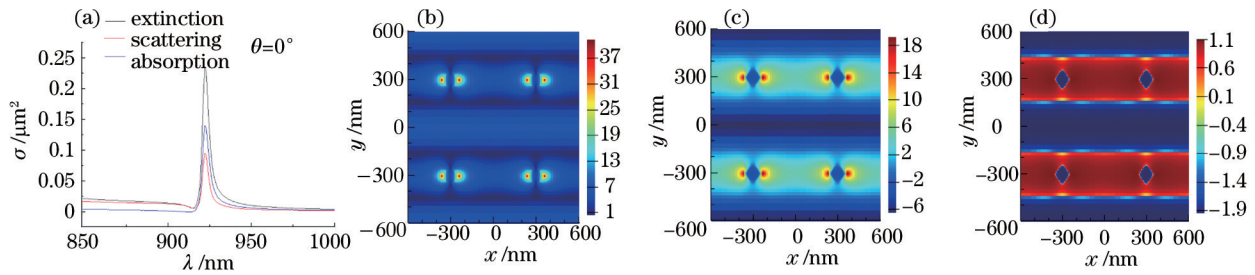 (a)
extinction
scattering
absorption
θ=0°
σ /μm²
0.25
0.20
0.15
0.10
0.05
0
850 900 950 1000
λ /nm
(b)
600
300
0
−300
−600
y /nm
−300 0 300 600
x /nm
37
31
25
19
13
7
1
(c)
600
300
0
−300
600
y /nm
−300 0 300 600
x /nm
18
14
10
6
2
−2
−6
(d)
600
300
0
−300
600
y /nm
−300 0 300 600
x /nm
1.1
0.6
0.1
−0.4
−0.9
−1.4
−1.9